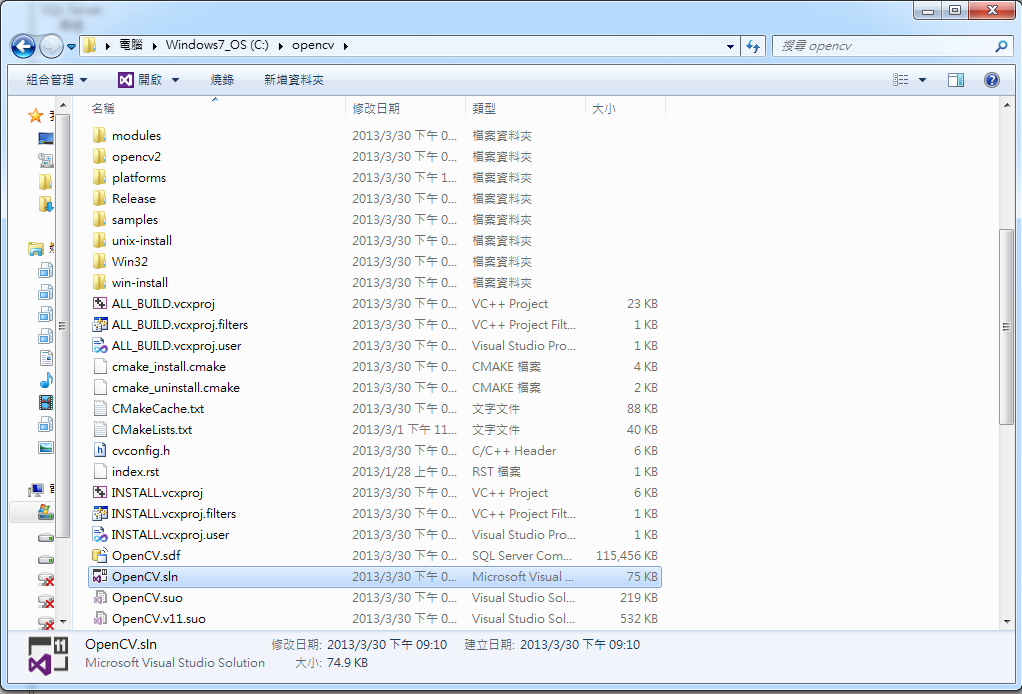 電腦 Windows7_OS (C:) opencv 搜尋 opencv
組合管理 開啟 燒錄 新增資料夾
名稱 修改日期 類型 大小
modules 2013/3/30 下午 0... 檔案資料夾
opencv2 2013/3/30 下午 0... 檔案資料夾
platforms 2013/3/30 下午 1... 檔案資料夾
Release 2013/3/30 下午 0... 檔案資料夾
samples 2013/3/30 下午 0... 檔案資料夾
unix-install 2013/3/30 下午 0... 檔案資料夾
Win32 2013/3/30 下午 0... 檔案資料夾
win-install 2013/3/30 下午 0... 檔案資料夾
ALL_BUILD.vcxproj 2013/3/30 下午 0... VC++ Project 23 KB
ALL_BUILD.vcxproj.filters 2013/3/30 下午 0... VC++ Project Filt... 1 KB
ALL_BUILD.vcxproj.user 2013/3/30 下午 0... Visual Studio Pro... 1 KB
cmake_install.cmake 2013/3/30 下午 0... CMAKE 檔案 4 KB
cmake_uninstall.cmake 2013/3/30 下午 0... CMAKE 檔案 2 KB
CMakeCache.txt 2013/3/30 下午 0... 文字文件 88 KB
CMakeLists.txt 2013/3/1 下午 11... 文字文件 40 KB
cvconfig.h 2013/3/30 下午 0... C/C++ Header 6 KB
index.rst 2013/1/28 上午 0... RST 檔案 1 KB
INSTALL.vcxproj 2013/3/30 下午 0... VC++ Project 6 KB
INSTALL.vcxproj.filters 2013/3/30 下午 0... VC++ Project Filt... 1 KB
INSTALL.vcxproj.user 2013/3/30 下午 0... Visual Studio Pro... 1 KB
OpenCV.sdf 2013/3/30 下午 0... SQL Server Com... 115,456 KB
OpenCV.sln 2013/3/30 下午 0... Microsoft Visual ... 75 KB
OpenCV.suo 2013/3/30 下午 0... Visual Studio Sol... 219 KB
OpenCV.v11.suo 2013/3/30 下午 0... Visual Studio Sol... 532 KB
OpenCV.sln 修改日期: 2013/3/30 下午 09:10 建立日期: 2013/3/30 下午 09:10
Microsoft Visual Studio Solution 大小: 74.9 KB